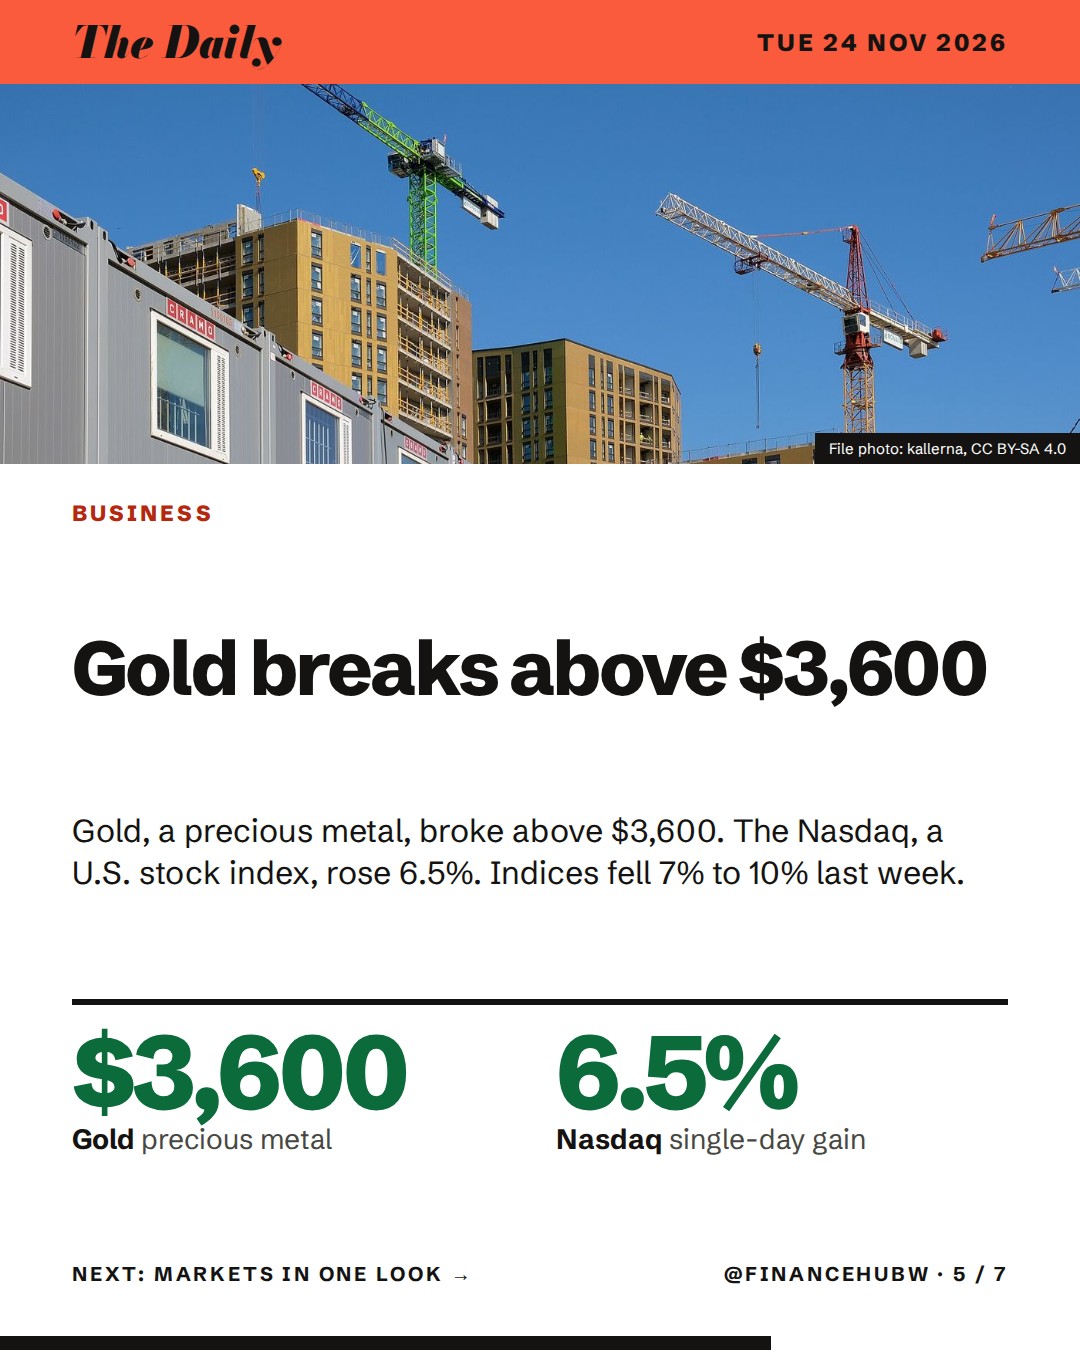 The Daily
TUE 24 NOV 2026
CRAMO
CRAMO
File photo: kallerna, CC BY-SA 4.0
BUSINESS
Gold breaks above $3,600
Gold, a precious metal, broke above $3,600. The Nasdaq, a
U.S. stock index, rose 6.5%. Indices fell 7% to 10% last week.
$3,600
6.5%
Gold precious metal
Nasdaq single-day gain
NEXT: MARKETS IN ONE LOOK →
@FINANCEHUBW · 5 / 7